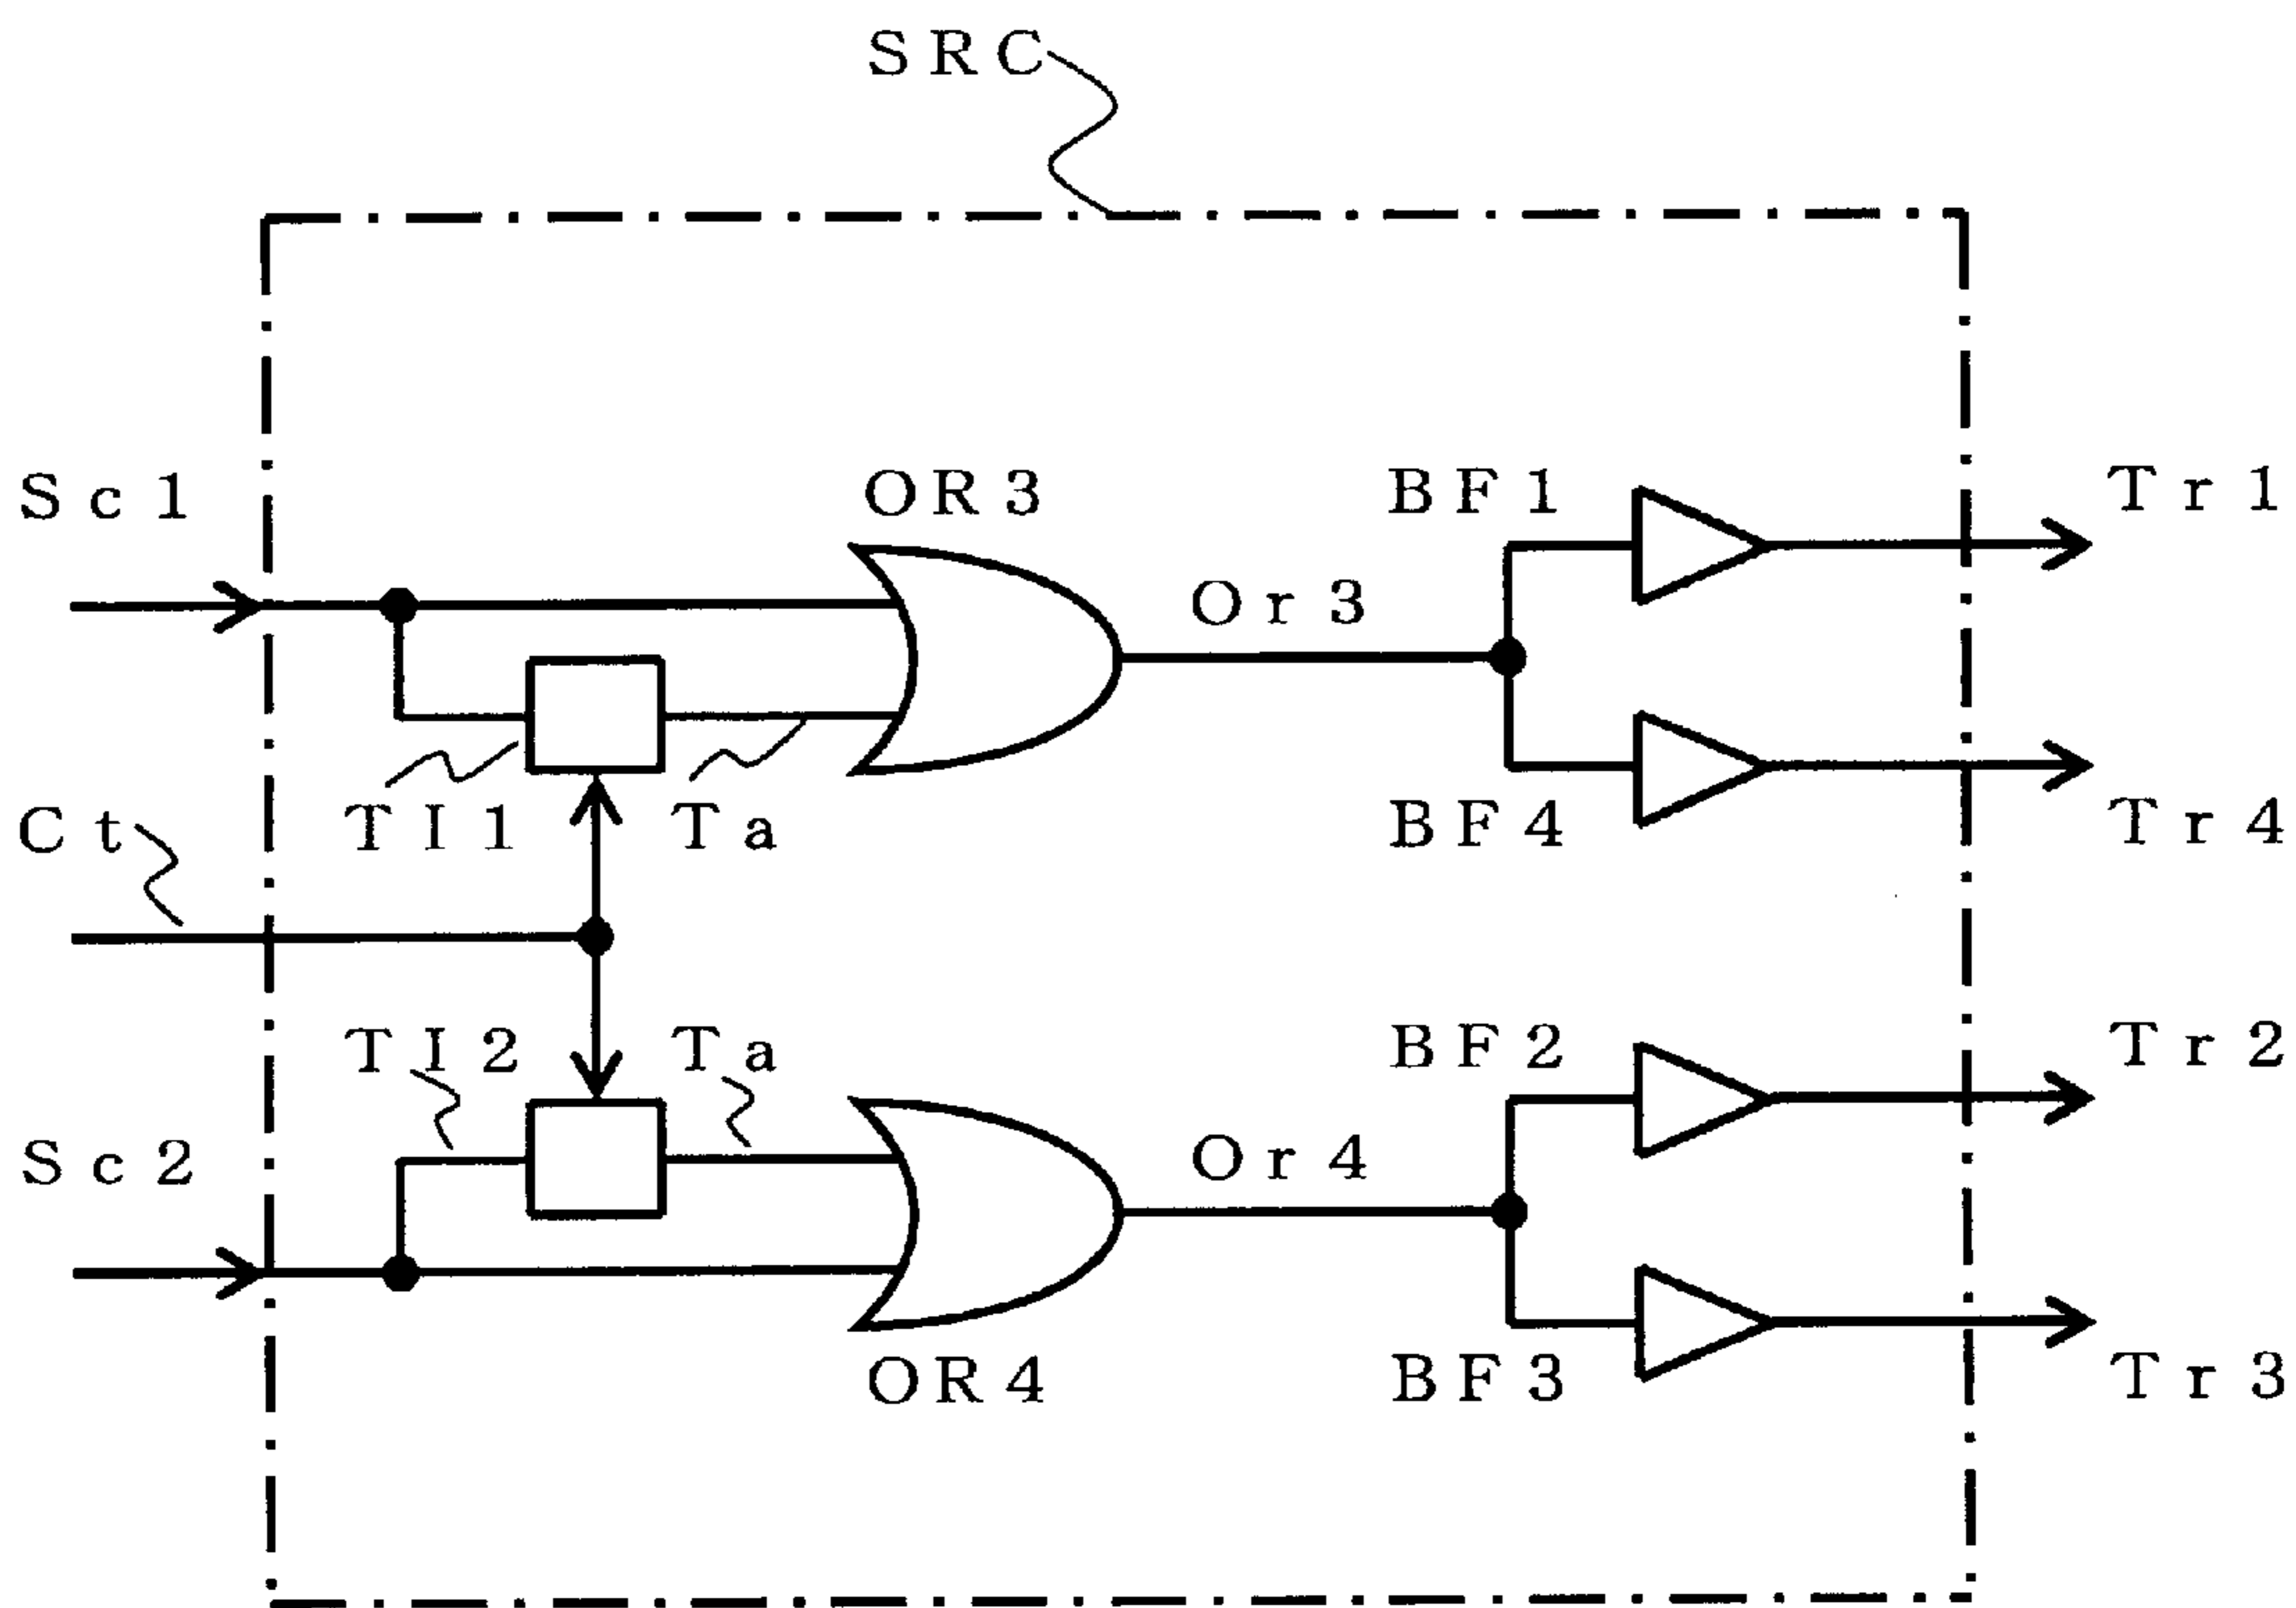 SRC
Sc1
OR3
BF1
Tr1
Or3
Ct
TI1
Ta
BF4
Tr4
TI2
Ta
BF2
Tr2
Sc2
Or4
OR4
BF3
Tr3